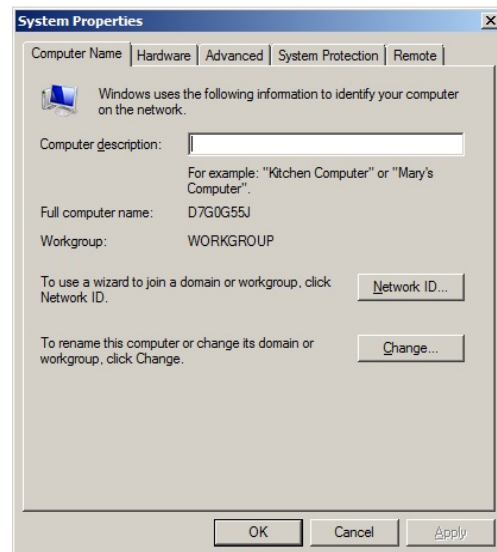 System Properties
Computer Name Hardware Advanced System Protection Remote
Windows uses the following information to identify your computer
on the network.
Computer description:
For example: "Kitchen Computer" or "Mary's
Computer".
Full computer name: D7G0G55J
Workgroup: WORKGROUP
To use a wizard to join a domain or workgroup, click
Network ID.
Network ID...
To rename this computer or change its domain or
workgroup, click Change.
Change...
OK Cancel Apply